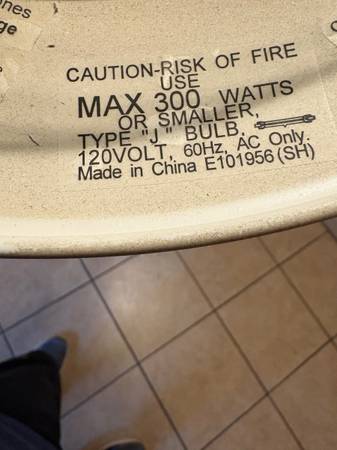 CAUTION-RISK OF FIRE
USE
MAX 300 WATTS
OR SMALLER,
TYPE "J" BULB,
120VOLT, 60Hz, AC Only.
Made in China E101956 (SH)